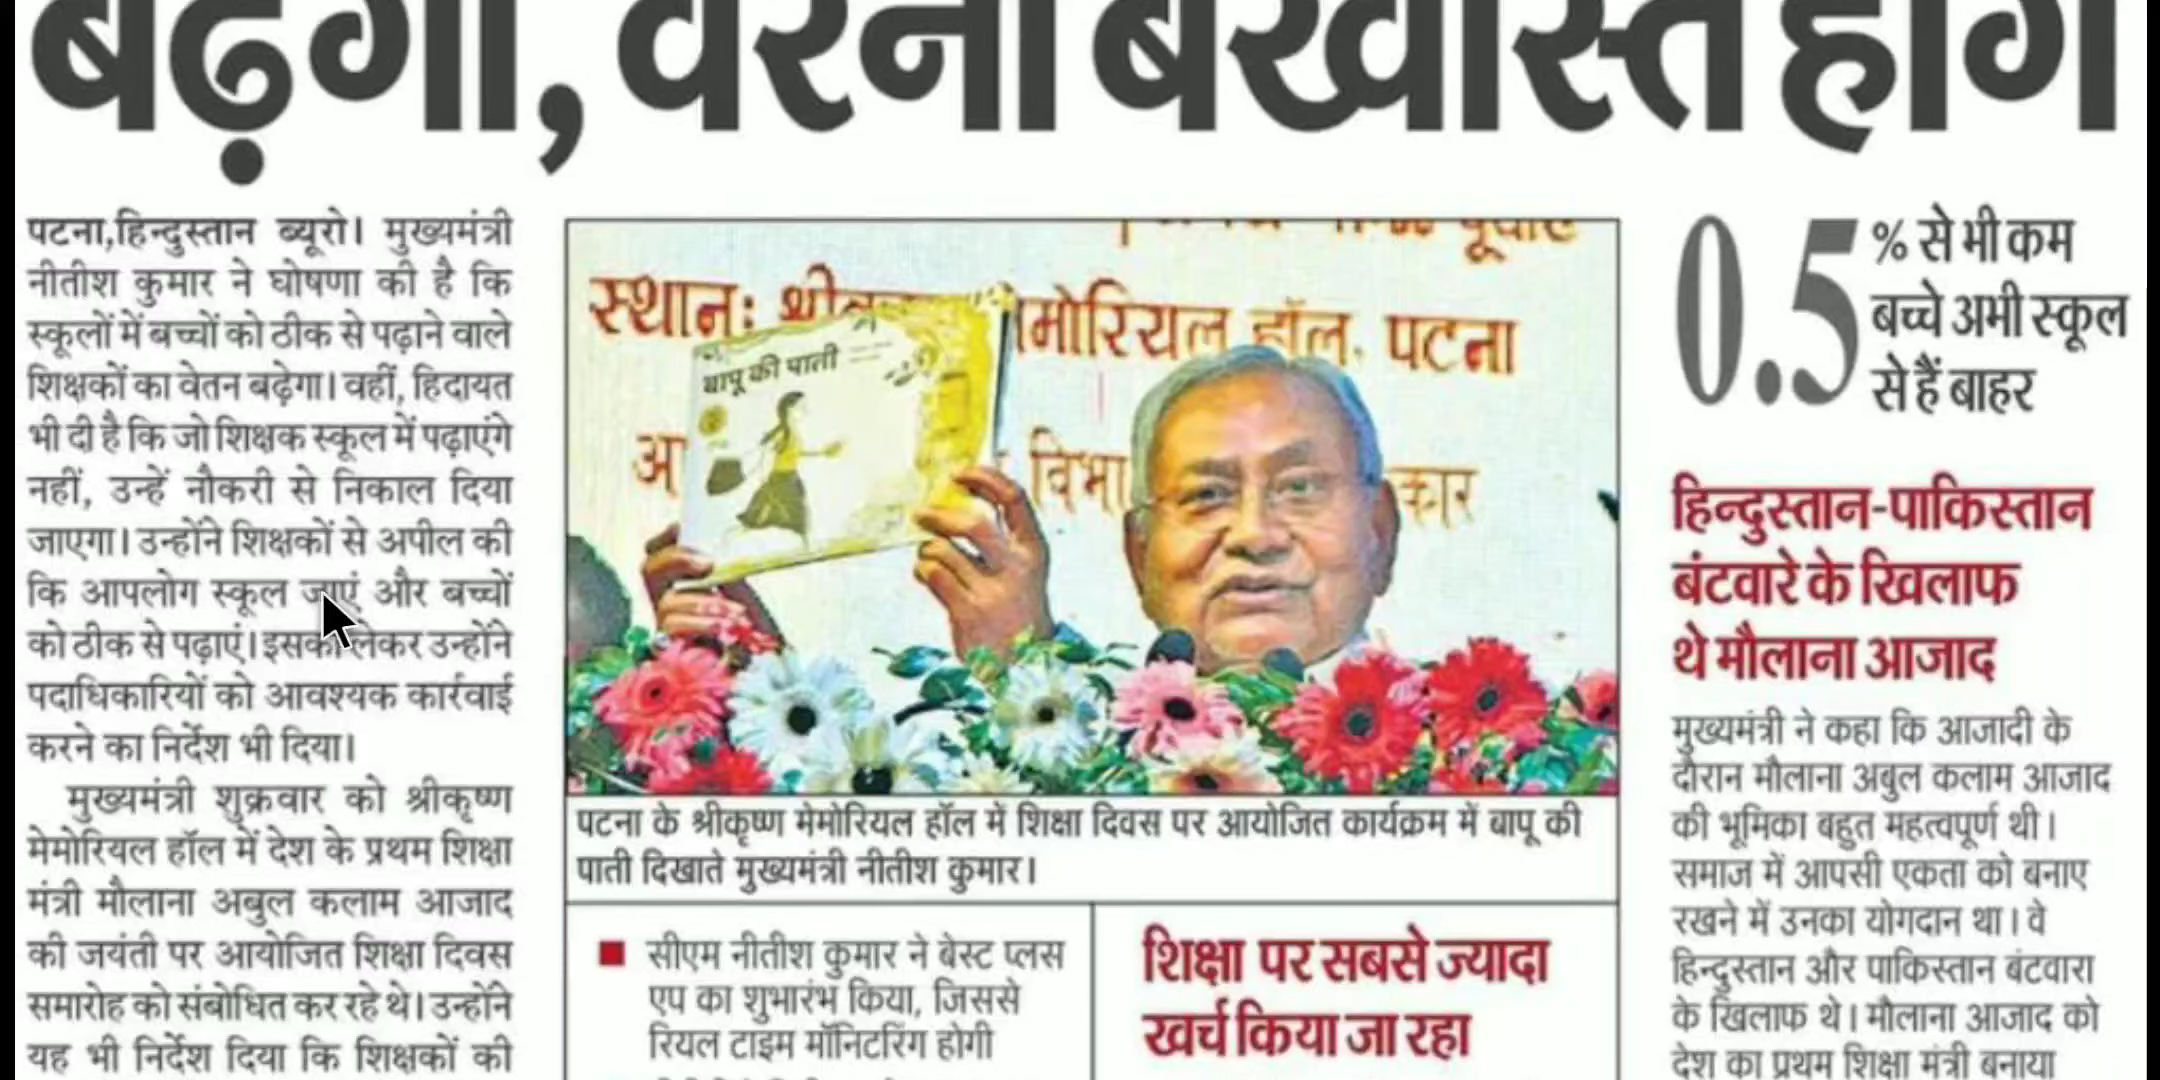 बढ़ेगा, वरना बर्खास्त होंगे
पटना,हिन्दुस्तान ब्यूरो। मुख्यमंत्री
नीतीश कुमार ने घोषणा की है कि
स्कूलों में बच्चों को ठीक से पढ़ाने वाले
शिक्षकों का वेतन बढ़ेगा। वहीं, हिदायत
भी दी है कि जो शिक्षक स्कूल में पढ़ाएंगे
नहीं, उन्हें नौकरी से निकाल दिया
जाएगा। उन्होंने शिक्षकों से अपील की
कि आपलोग स्कूल जाएं और बच्चों
को ठीक से पढ़ाएं। इसको लेकर उन्होंने
पदाधिकारियों को आवश्यक कार्रवाई
करने का निर्देश भी दिया।
मुख्यमंत्री शुक्रवार को श्रीकृष्ण
मेमोरियल हॉल में देश के प्रथम शिक्षा
मंत्री मौलाना अबुल कलाम आजाद
की जयंती पर आयोजित शिक्षा दिवस
समारोह को संबोधित कर रहे थे। उन्होंने
यह भी निर्देश दिया कि शिक्षकों की
स्थान: मोरियल हॉल, पटना
बापू की पाती
पटना के श्रीकृष्ण मेमोरियल हॉल में शिक्षा दिवस पर आयोजित कार्यक्रम में बापू की
पाती दिखाते मुख्यमंत्री नीतीश कुमार।
सीएम नीतीश कुमार ने बेस्ट प्लस
एप का शुभारंभ किया, जिससे
रियल टाइम मॉनिटरिंग होगी
शिक्षा पर सबसे ज्यादा
खर्च किया जा रहा
0.5 % से भी कम
बच्चे अभी स्कूल
से हैं बाहर
हिन्दुस्तान-पाकिस्तान
बंटवारे के खिलाफ
थे मौलाना आजाद
मुख्यमंत्री ने कहा कि आजादी के
दौरान मौलाना अबुल कलाम आजाद
की भूमिका बहुत महत्वपूर्ण थी।
समाज में आपसी एकता को बनाए
रखने में उनका योगदान था। वे
हिन्दुस्तान और पाकिस्तान बंटवारा
के खिलाफ थे। मौलाना आजाद को
देश का प्रथम शिक्षा मंत्री बनाया